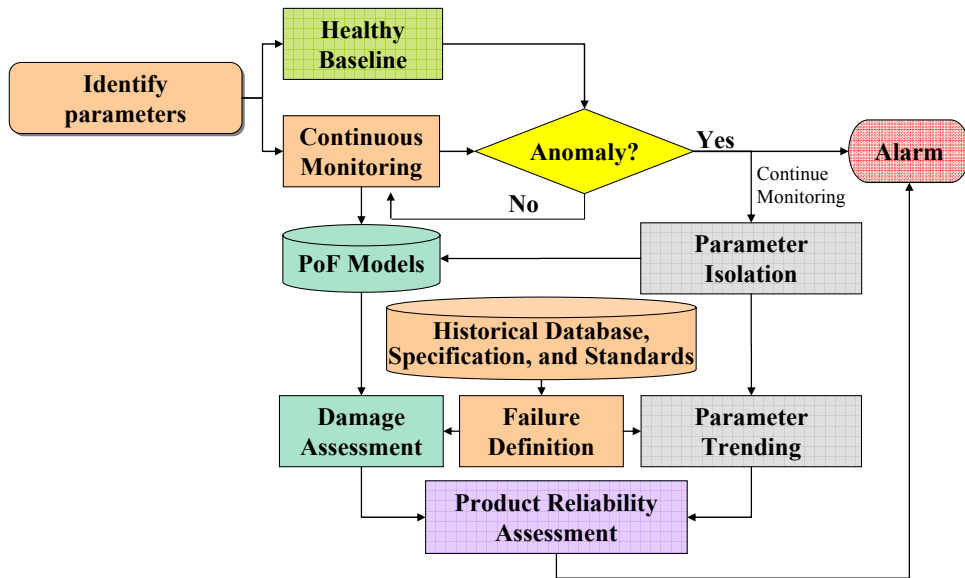 Healthy
Baseline
Identify
parameters
Continuous
Monitoring
Anomaly?
Yes
Alarm
Continue
Monitoring
No
PoF Models
Parameter
Isolation
Historical Database,
Specification, and Standards
Damage
Assessment
Failure
Definition
Parameter
Trending
Product Reliability
Assessment